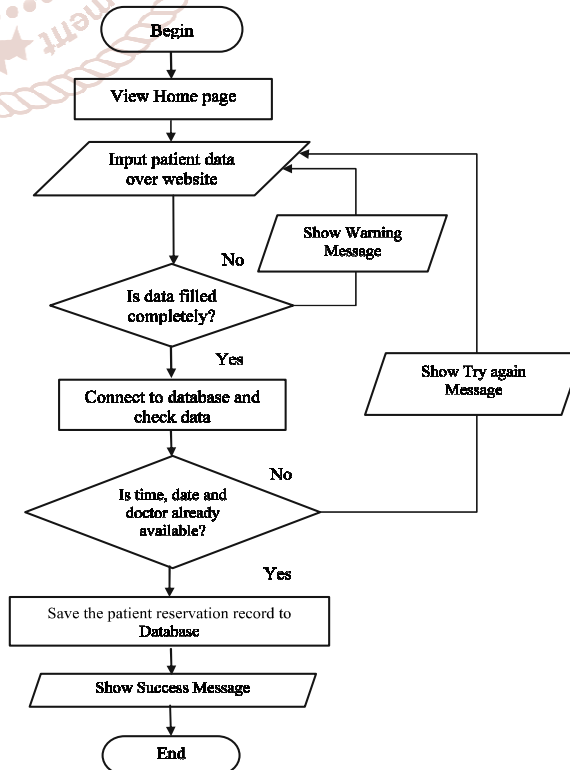 Begin
View Home page
Input patient data
over website
Show Warning
Message
No
Is data filled
completely?
Yes
Show Try again
Message
Connect to database and
check data
No
Is time, date and
doctor already
available?
Yes
Save the patient reservation record to
Database
Show Success Message
End